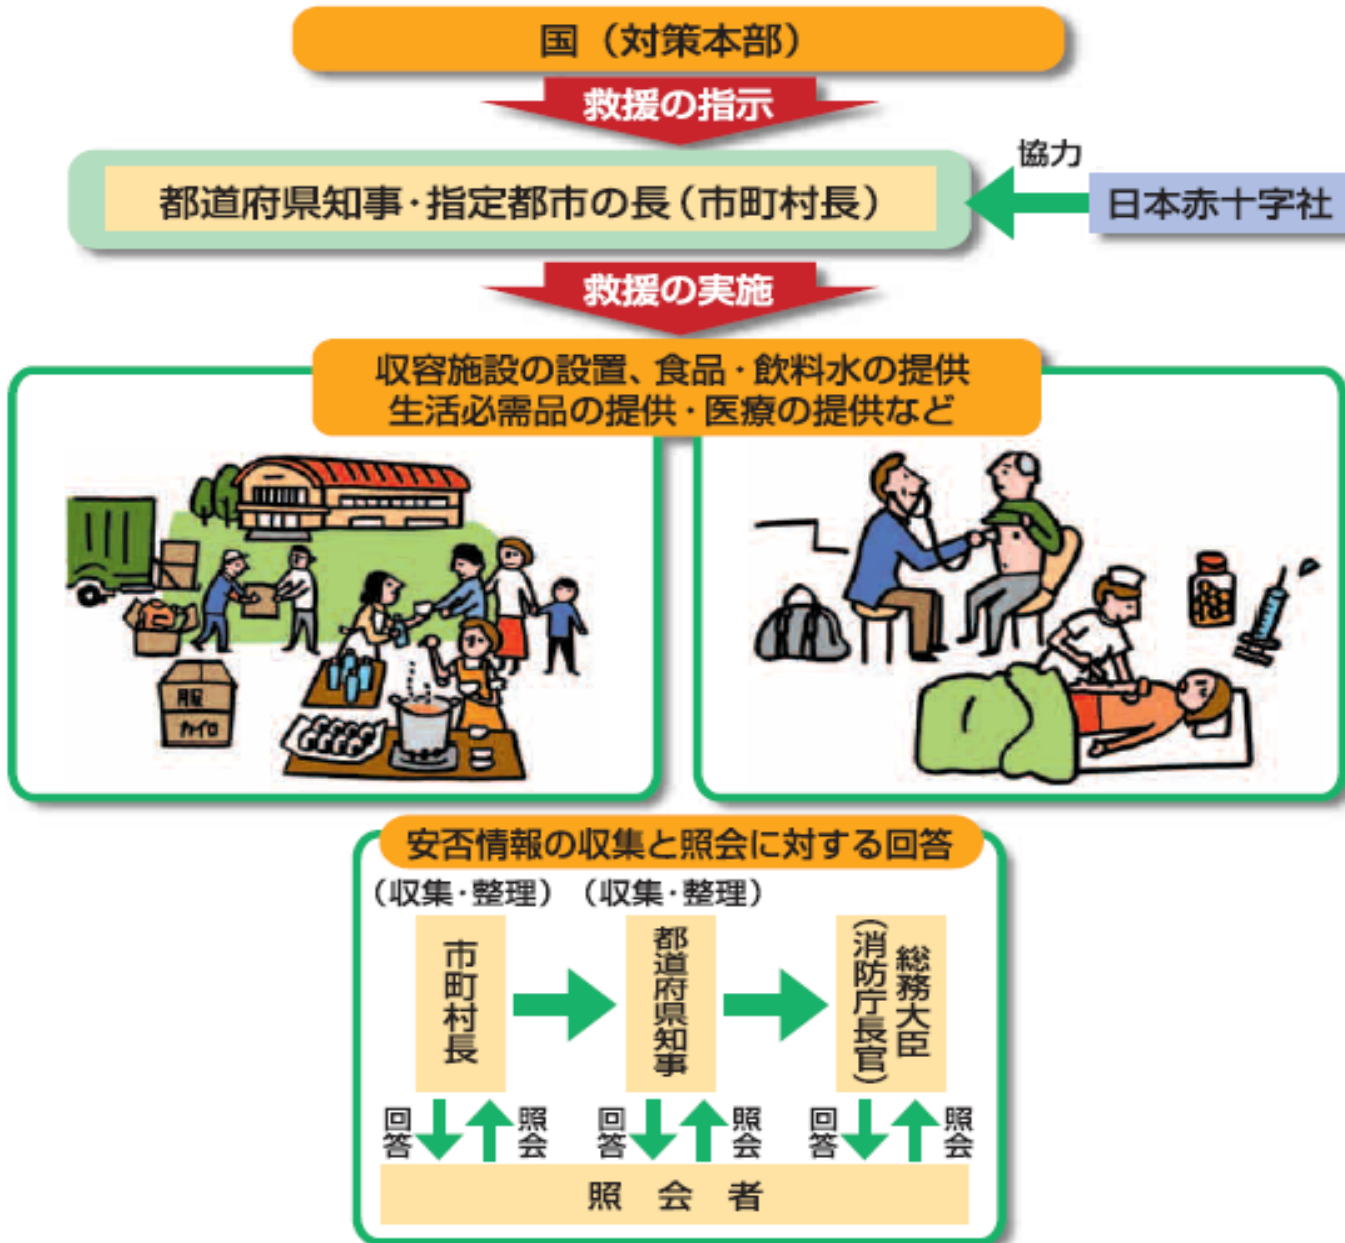 国（対策本部）
救援の指示
都道府県知事・指定都市の長（市町村長）
協力
日本赤十字社
救援の実施
収容施設の設置、食品・飲料水の提供
生活必需品の提供・医療の提供など
服
カイロ
安否情報の収集と照会に対する回答
（収集・整理）
（収集・整理）
市町村長
都道府県知事
総務大臣
（消防庁長官）
回答
照会
回答
照会
回答
照会
照会者